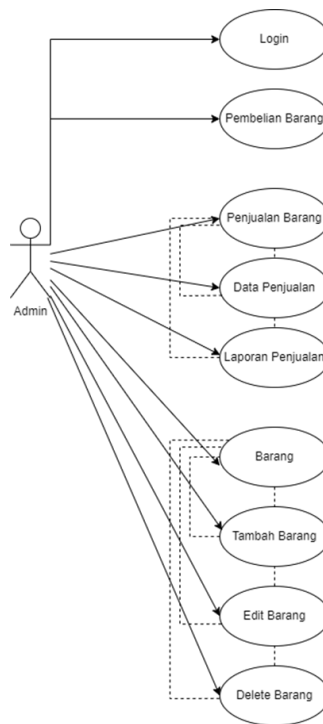 Login
Pembelian Barang
Penjualan Barang
Data Penjualan
Admin
Laporan Penjualan
Barang
Tambah Barang
Edit Barang
Delete Barang